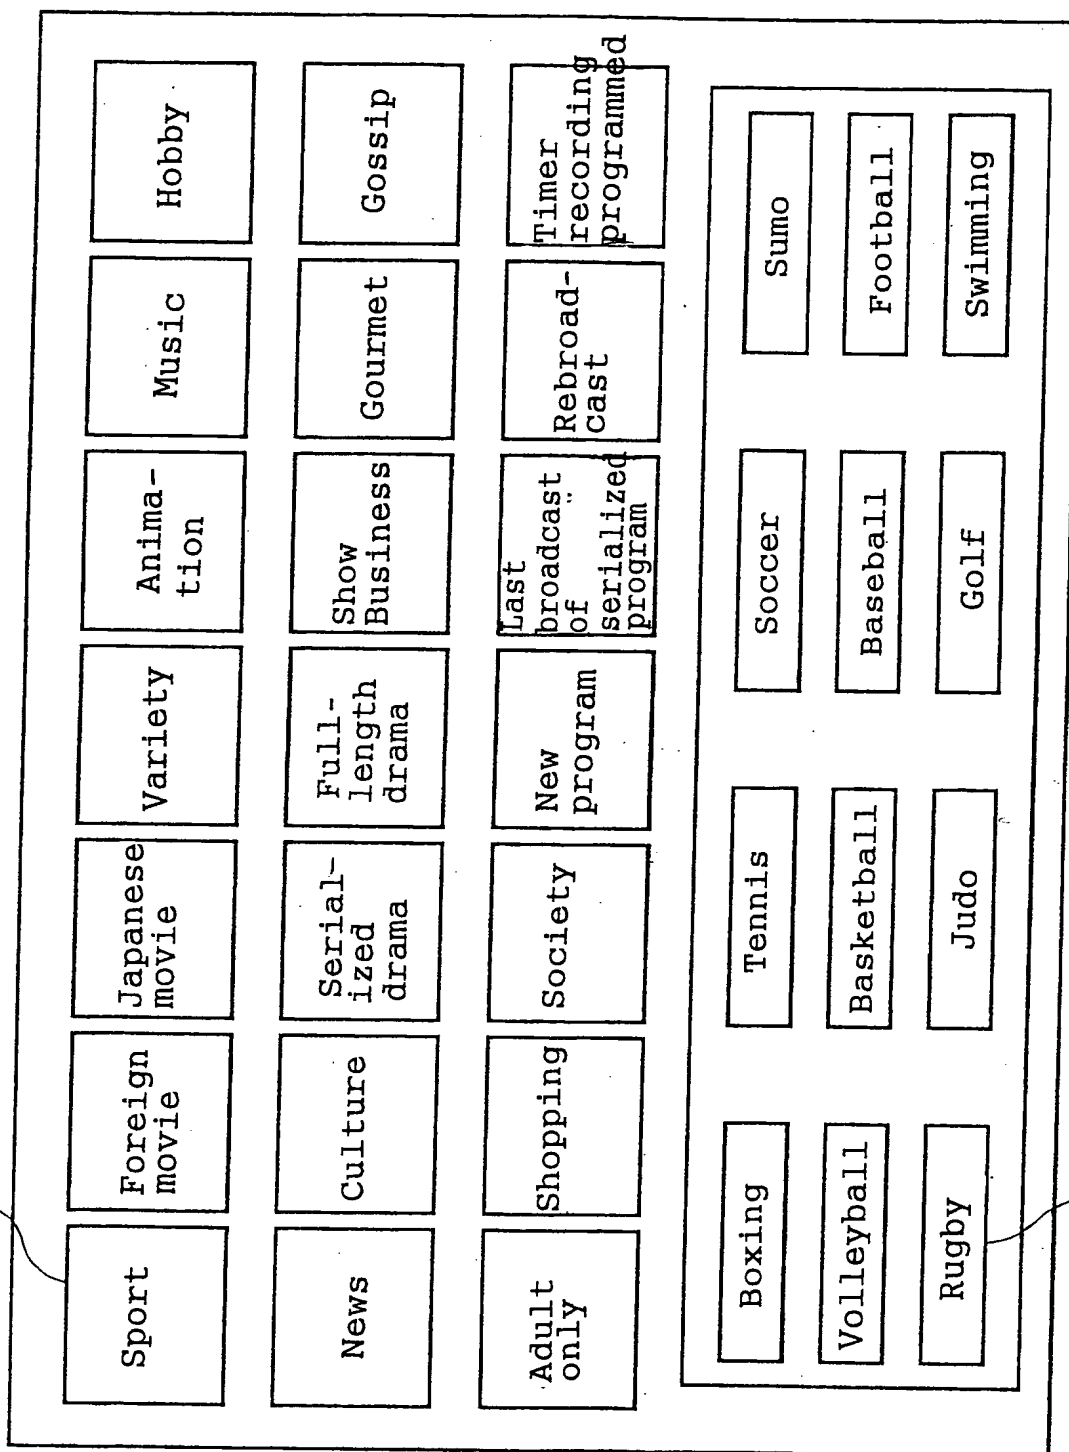 Sport
Foreign
movie
Japanese
movie
Variety
Anima-
tion
Music
Hobby
News
Culture
Serial-
ized
drama
Full-
length
drama
Show
Business
Gourmet
Gossip
Adult
only
Shopping
Society
New
program
Last
broadcast
of
serialized
program
Rebroad-
cast
Timer
recording
programmed
Boxing
Tennis
Soccer
Sumo
Volleyball
Basketball
Baseball
Football
Rugby
Judo
Golf
Swimming